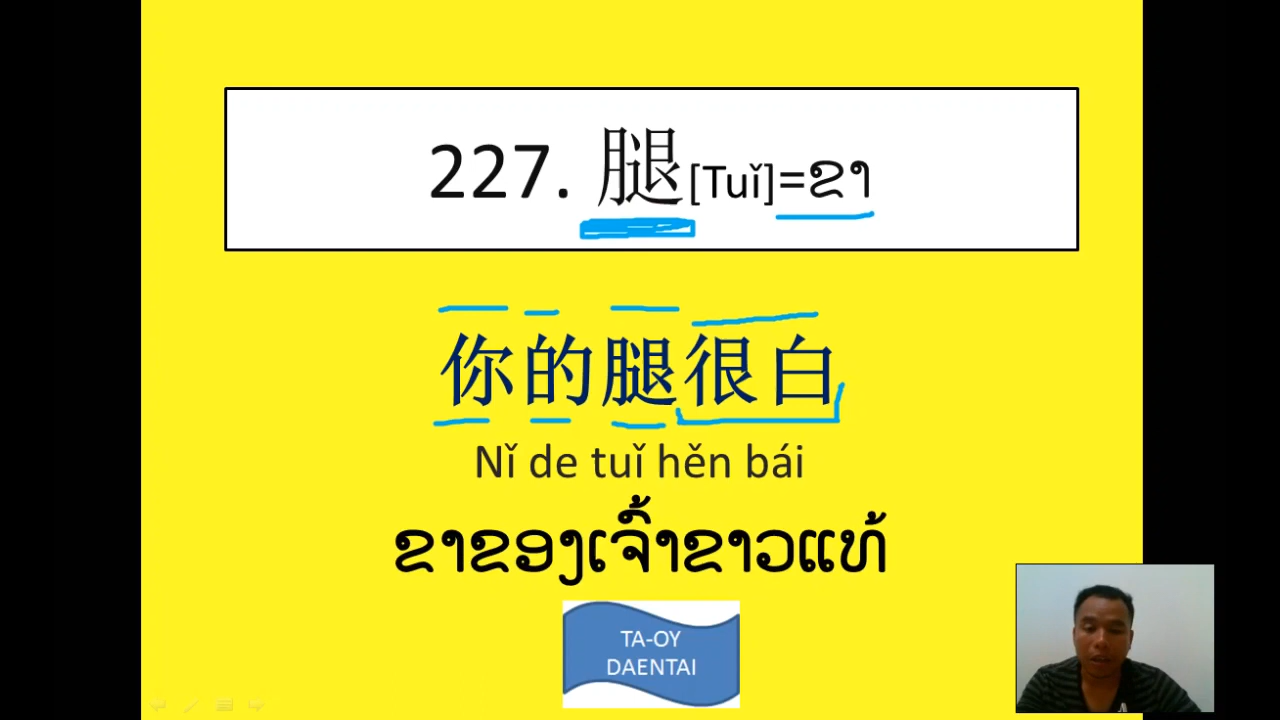 227. 腿[Tuǐ]=ຂາ
你的腿很白
Nǐ de tuǐ hěn bái
ຂາຂອງເຈົ້າຂາວແທ້
TA-OY
DAENTAI